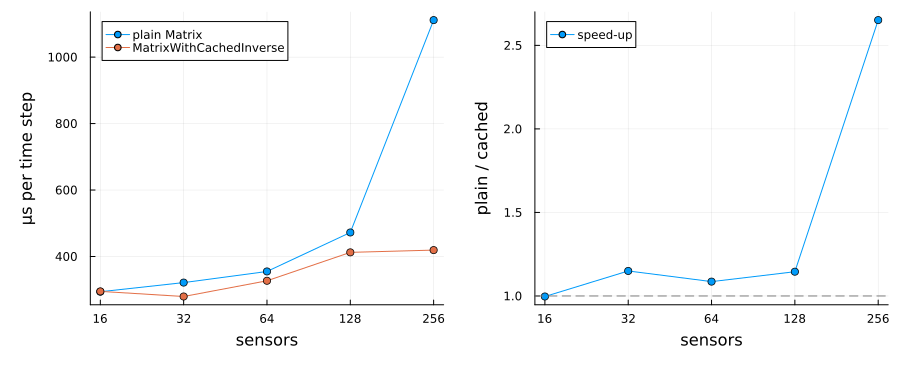 plain Matrix
MatrixWithCachedInverse
1000
800
600
400
µs per time step
16 32 64 128 256
sensors
speed-up
2.5
2.0
1.5
1.0
plain / cached
16 32 64 128 256
sensors